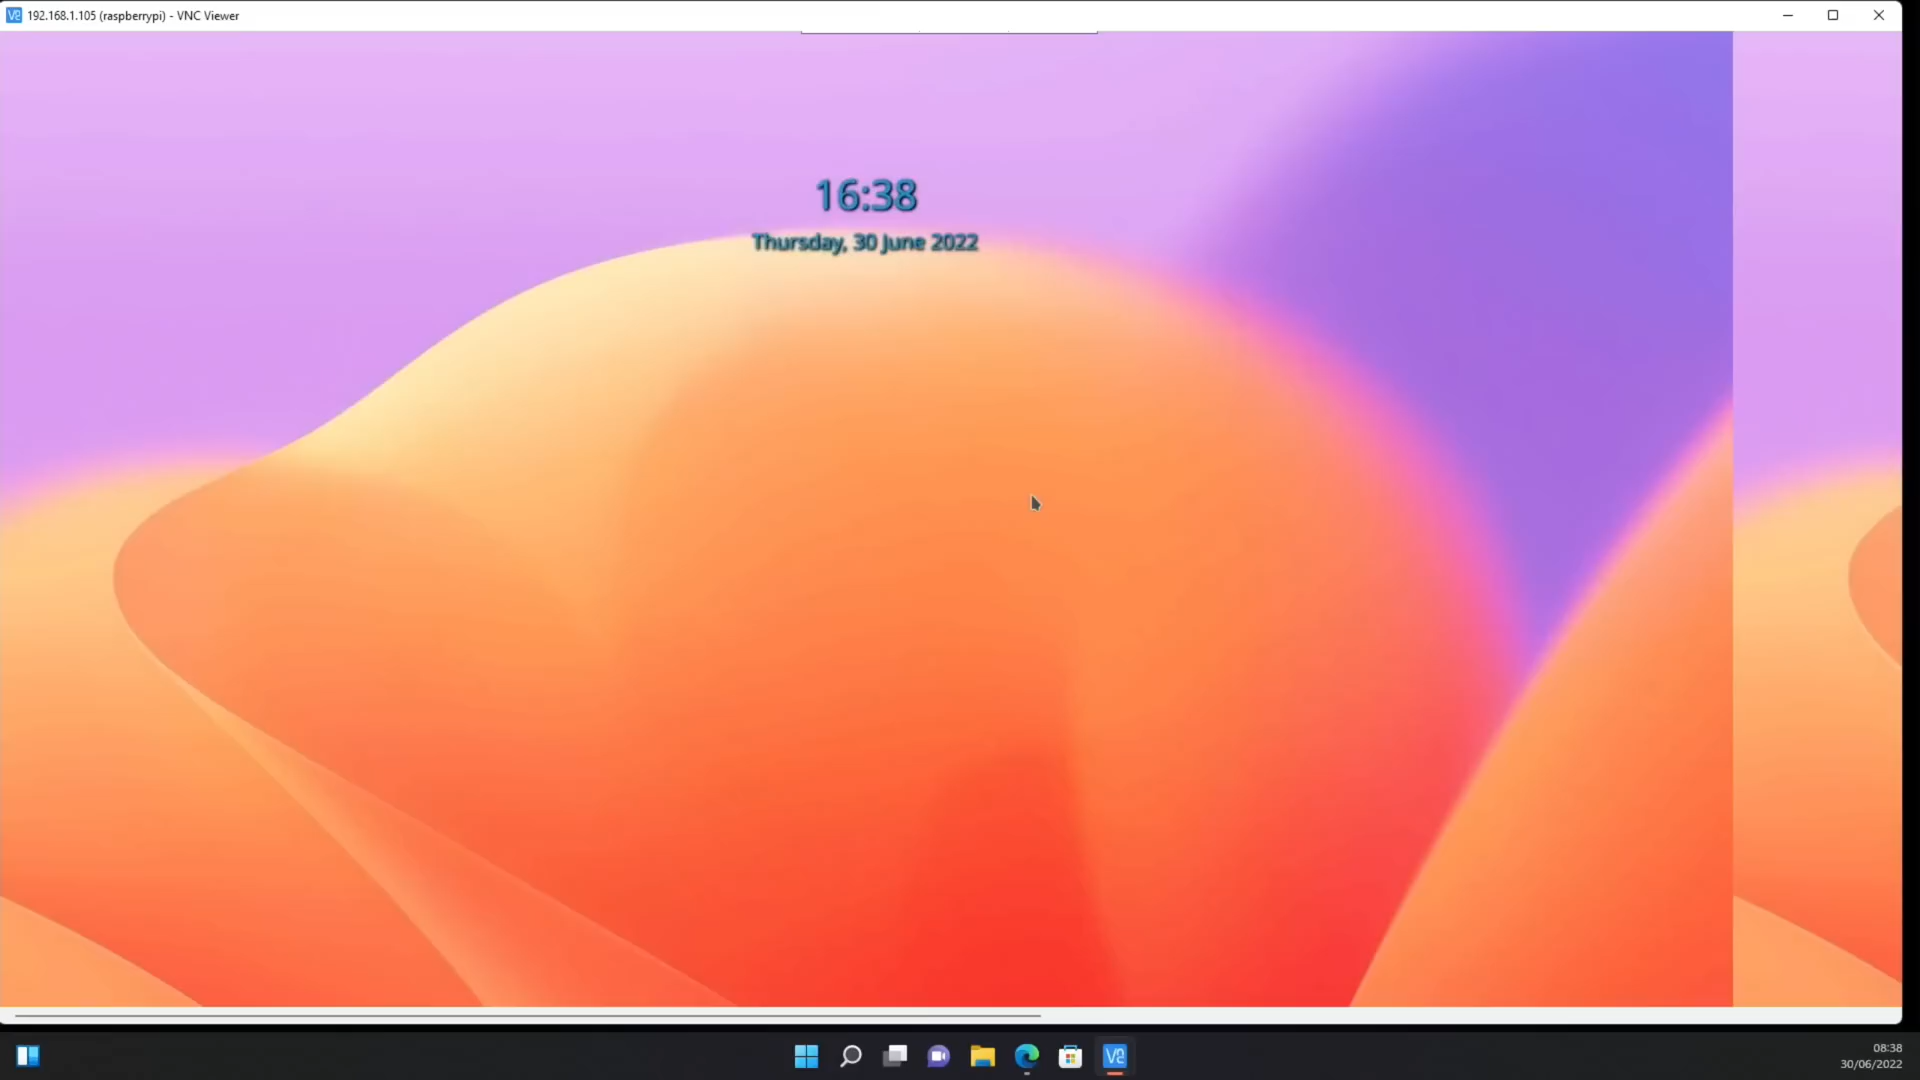 192.168.1.105 (raspberrypi) - VNC Viewer
16:38
Thursday, 30 June 2022
08:38
30/06/2022